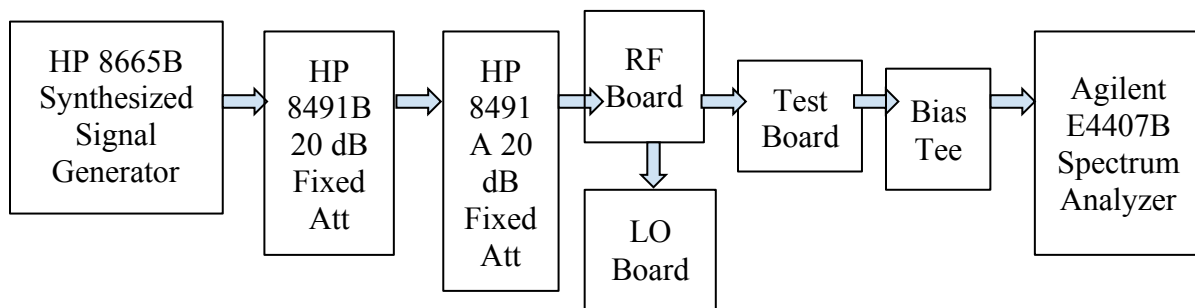 HP 8665B
Synthesized
Signal
Generator
HP
8491B
20 dB
Fixed
Att
HP
8491
A 20
dB
Fixed
Att
RF
Board
LO
Board
Test
Board
Bias
Tee
Agilent
E4407B
Spectrum
Analyzer